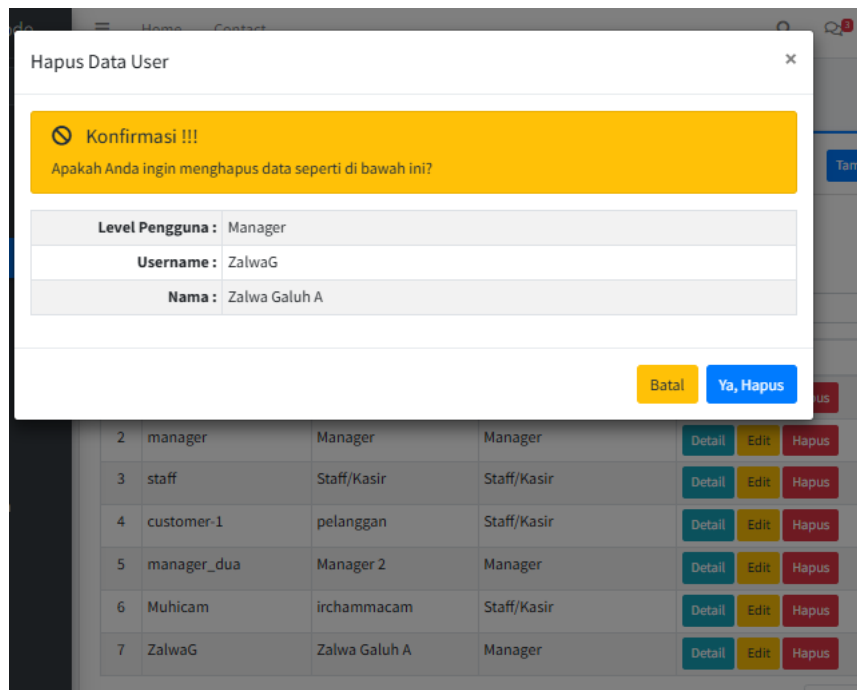 Home Contact
3
Hapus Data User ×
Konfirmasi !!!
Apakah Anda ingin menghapus data seperti di bawah ini?
Level Pengguna : Manager
Username : ZalwaG
Nama : Zalwa Galuh A
Batal Ya, Hapus
2 manager Manager Manager Detail Edit Hapus
3 staff Staff/Kasir Staff/Kasir Detail Edit Hapus
4 customer-1 pelanggan Staff/Kasir Detail Edit Hapus
5 manager_dua Manager 2 Manager Detail Edit Hapus
6 Muhicam irchammacam Staff/Kasir Detail Edit Hapus
7 ZalwaG Zalwa Galuh A Manager Detail Edit Hapus